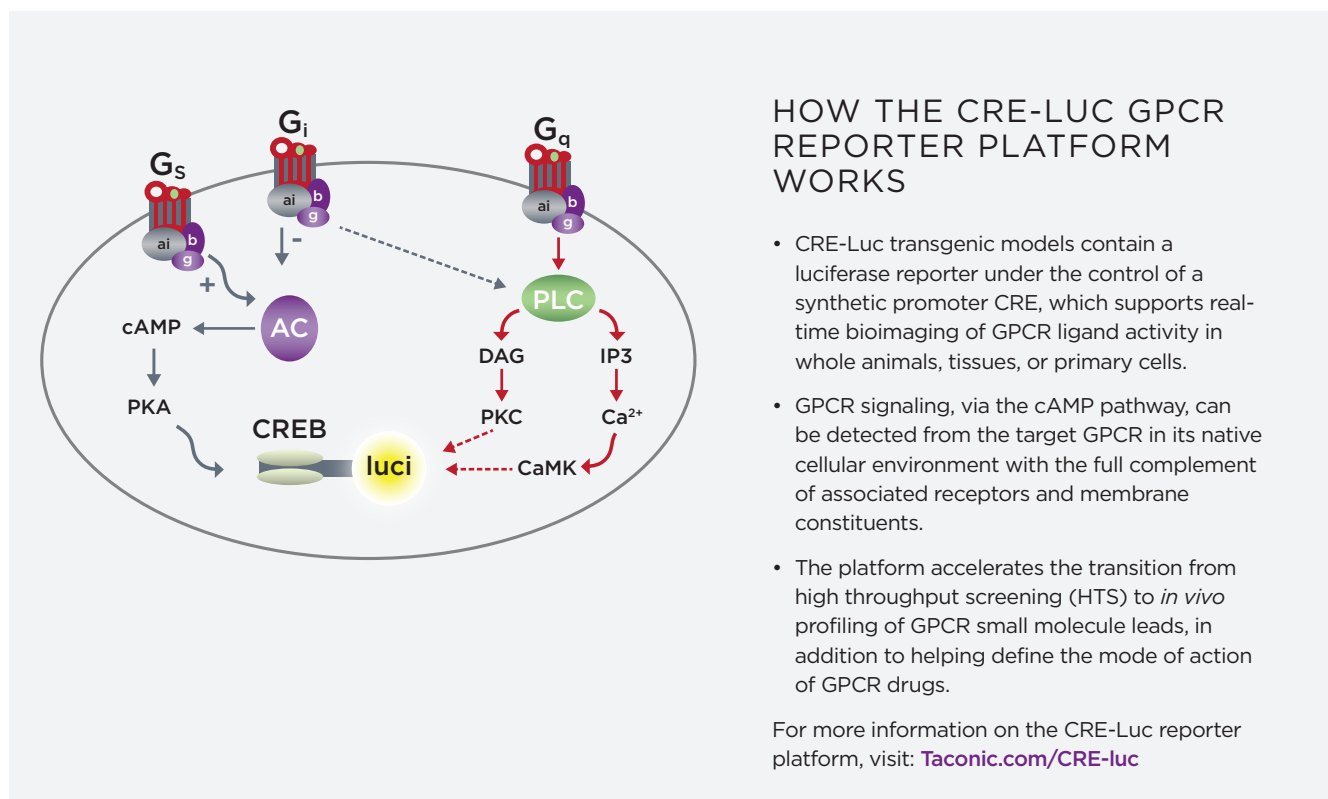 HOW THE CRE-LUC GPCR
REPORTER PLATFORM
WORKS
• CRE-Luc transgenic models contain a
luciferase reporter under the control of a
synthetic promoter CRE, which supports real-
time bioimaging of GPCR ligand activity in
whole animals, tissues, or primary cells.
• GPCR signaling, via the cAMP pathway, can
be detected from the target GPCR in its native
cellular environment with the full complement
of associated receptors and membrane
constituents.
• The platform accelerates the transition from
high throughput screening (HTS) to in vivo
profiling of GPCR small molecule leads, in
addition to helping define the mode of action
of GPCR drugs.
For more information on the CRE-Luc reporter
platform, visit: Taconic.com/CRE-luc
Gs
ai
b
g
+
Gi
ai
b
g
-
Gq
ai
b
g
AC
cAMP
PKA
PLC
DAG
IP3
PKC
Ca²⁺
CaMK
CREB
luci